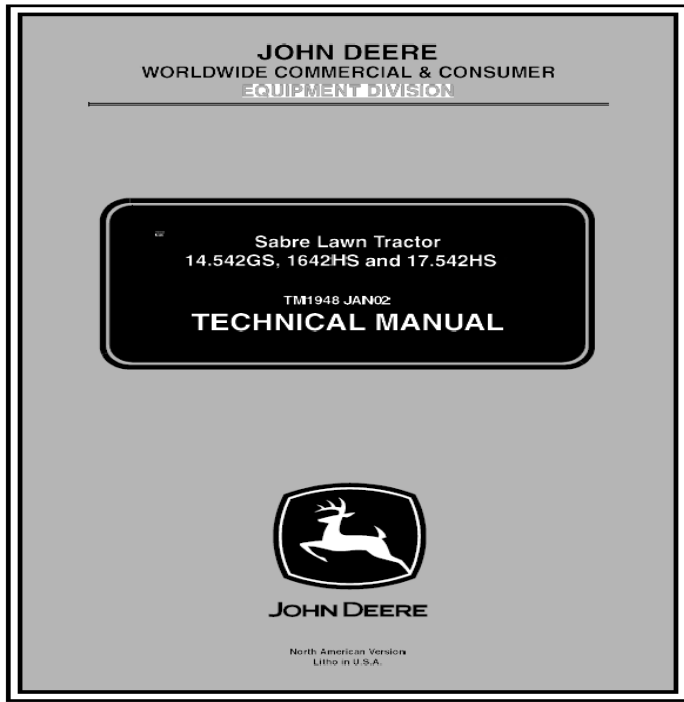 JOHN DEERE
WORLDWIDE COMMERCIAL & CONSUMER
EQUIPMENT DIVISION
Sabre Lawn Tractor
14.542GS, 1642HS and 17.542HS
TM1948 JAN02
TECHNICAL MANUAL
JOHN DEERE
North American Version
Litho in U.S.A.